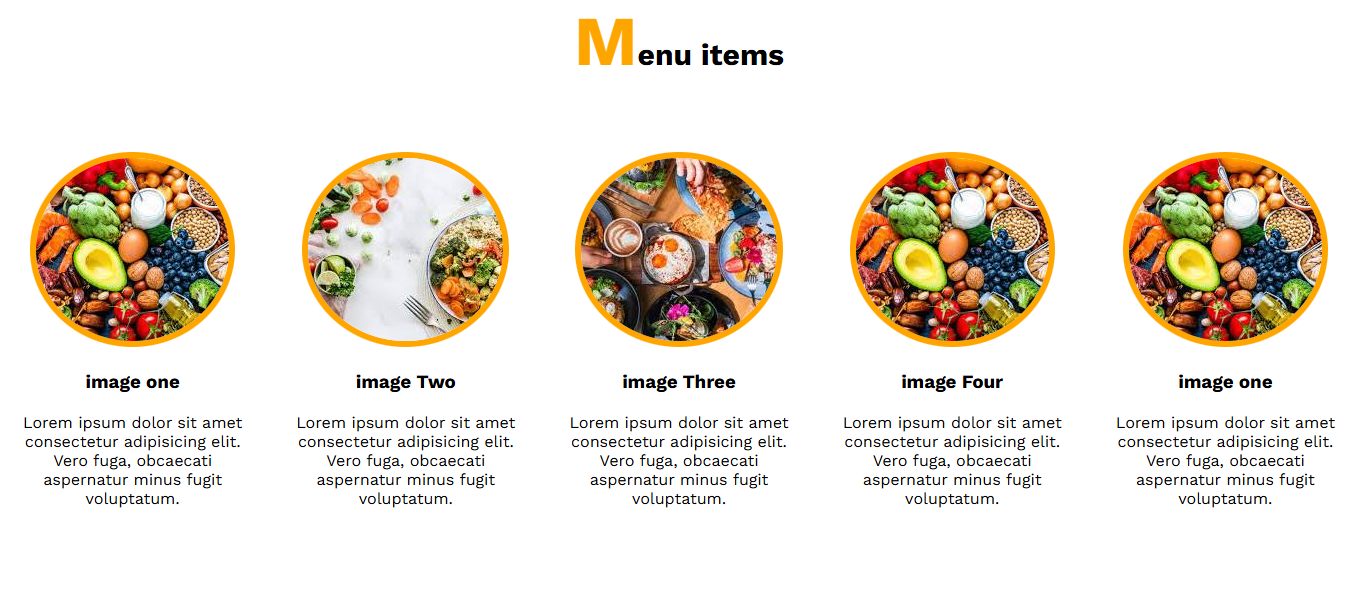 Menu items
image one
Lorem ipsum dolor sit amet
consectetur adipisicing elit.
Vero fuga, obcaecati
aspernatur minus fugit
voluptatum.
image Two
Lorem ipsum dolor sit amet
consectetur adipisicing elit.
Vero fuga, obcaecati
aspernatur minus fugit
voluptatum.
image Three
Lorem ipsum dolor sit amet
consectetur adipisicing elit.
Vero fuga, obcaecati
aspernatur minus fugit
voluptatum.
image Four
Lorem ipsum dolor sit amet
consectetur adipisicing elit.
Vero fuga, obcaecati
aspernatur minus fugit
voluptatum.
image one
Lorem ipsum dolor sit amet
consectetur adipisicing elit.
Vero fuga, obcaecati
aspernatur minus fugit
voluptatum.